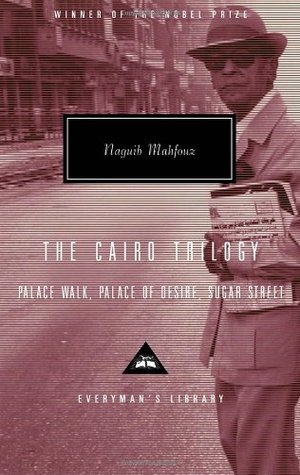 WINNER OF THE NOBEL PRIZE
Naguib Mahfouz
THE CAIRO TRILOGY
PALACE WALK, PALACE OF DESIRE, SUGAR STREET
EVERYMAN'S LIBRARY